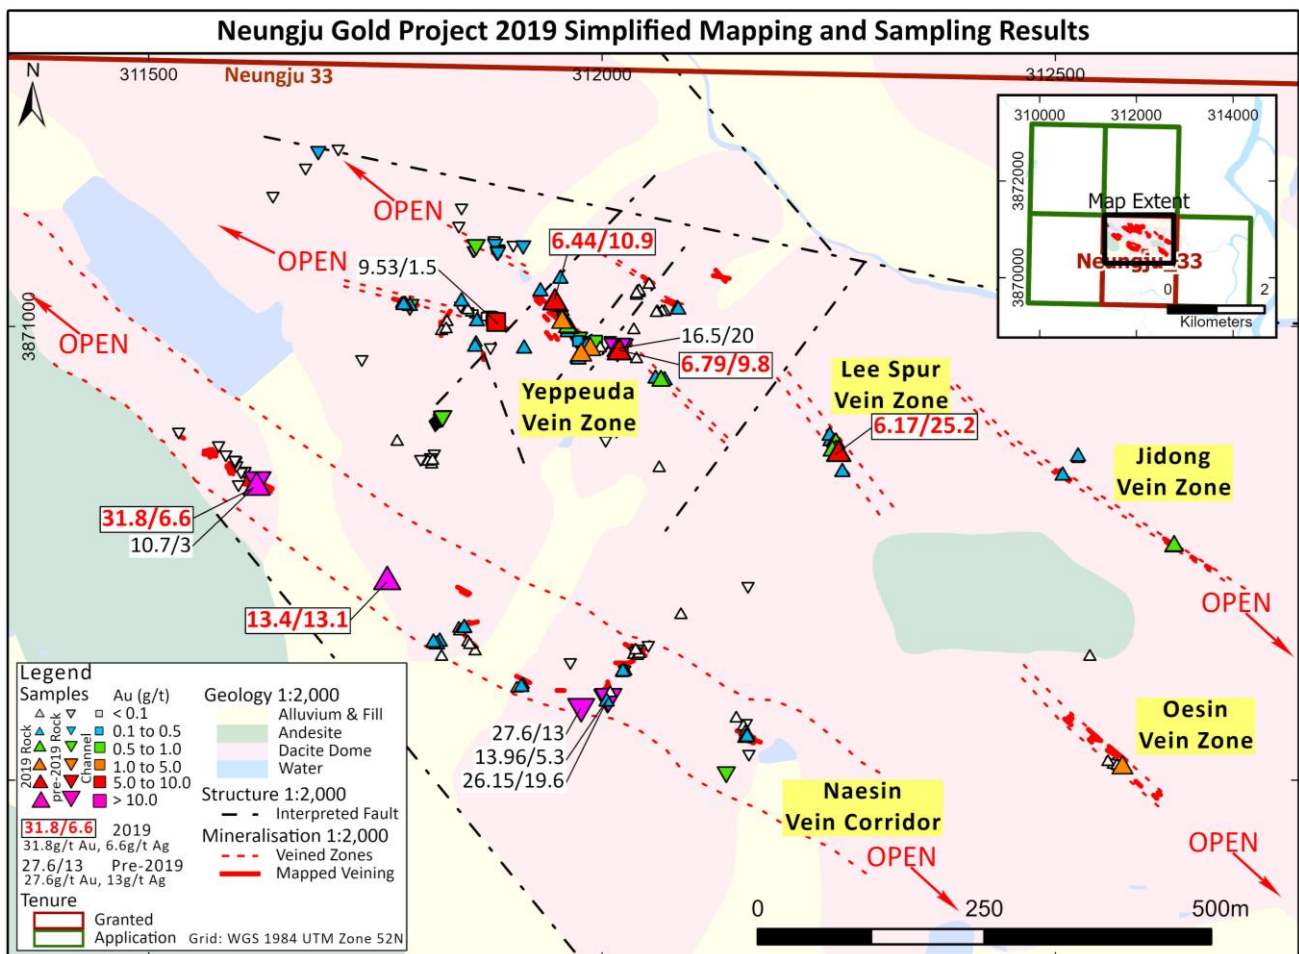 Neungju Gold Project 2019 Simplified Mapping and Sampling Results
N
311500
312000
312500
Neungju 33
3871000
OPEN
OPEN
OPEN
6.44/10.9
9.53/1.5
16.5/20
6.79/9.8
Yeppeuda
Vein Zone
Lee Spur
Vein Zone
6.17/25.2
Jidong
Vein Zone
OPEN
31.8/6.6
10.7/3
13.4/13.1
27.6/13
13.96/5.3
26.15/19.6
Naesin
Vein Corridor
OPEN
Oesin
Vein Zone
OPEN
310000
312000
314000
3872000
3870000
Map Extent
Neungju_33
0
2
Kilometers
Legend
Samples
Au (g/t)
2019 Rock
pre-2019 Rock
Channel
< 0.1
0.1 to 0.5
0.5 to 1.0
1.0 to 5.0
5.0 to 10.0
> 10.0
31.8/6.6 2019
31.8g/t Au, 6.6g/t Ag
27.6/13 Pre-2019
27.6g/t Au, 13g/t Ag
Tenure
Granted
Application
Geology 1:2,000
Alluvium & Fill
Andesite
Dacite Dome
Water
Structure 1:2,000
Interpreted Fault
Mineralisation 1:2,000
Veined Zones
Mapped Veining
Grid: WGS 1984 UTM Zone 52N
0
250
500m